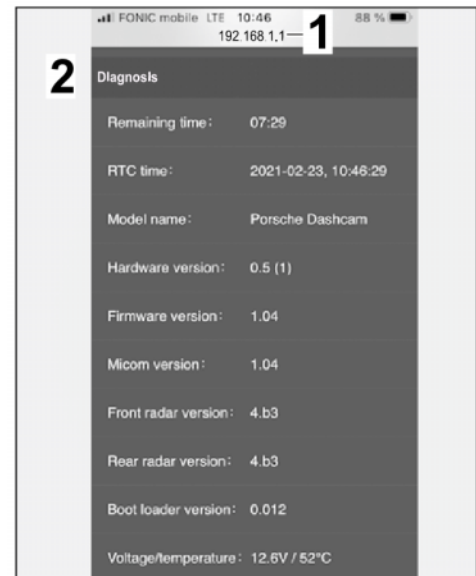 FONIC mobile LTE 10:46 88 %
192.168.1.1 1
2 Diagnosis
Remaining time: 07:29
RTC time: 2021-02-23, 10:46:29
Model name: Porsche Dashcam
Hardware version: 0.5 (1)
Firmware version: 1.04
Micom version: 1.04
Front radar version: 4.b3
Rear radar version: 4.b3
Boot loader version: 0.012
Voltage/temperature: 12.6V / 52°C